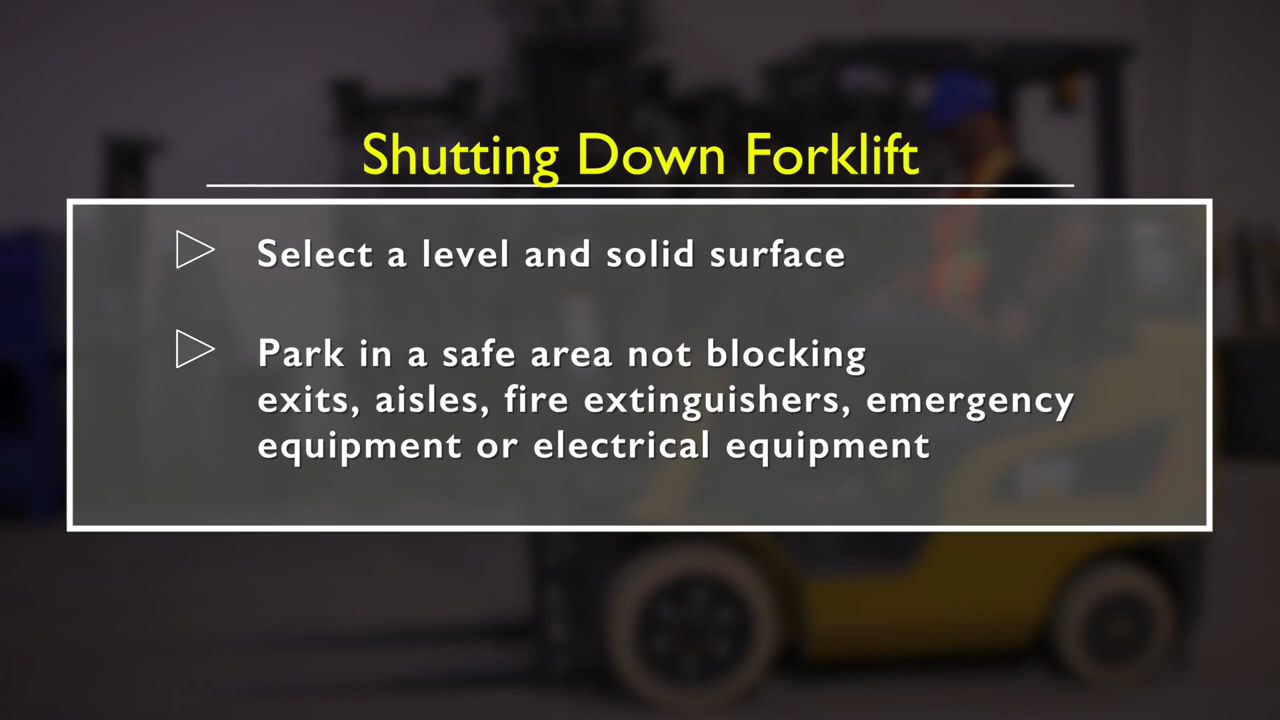 Shutting Down Forklift
Select a level and solid surface
Park in a safe area not blocking
exits, aisles, fire extinguishers, emergency
equipment or electrical equipment